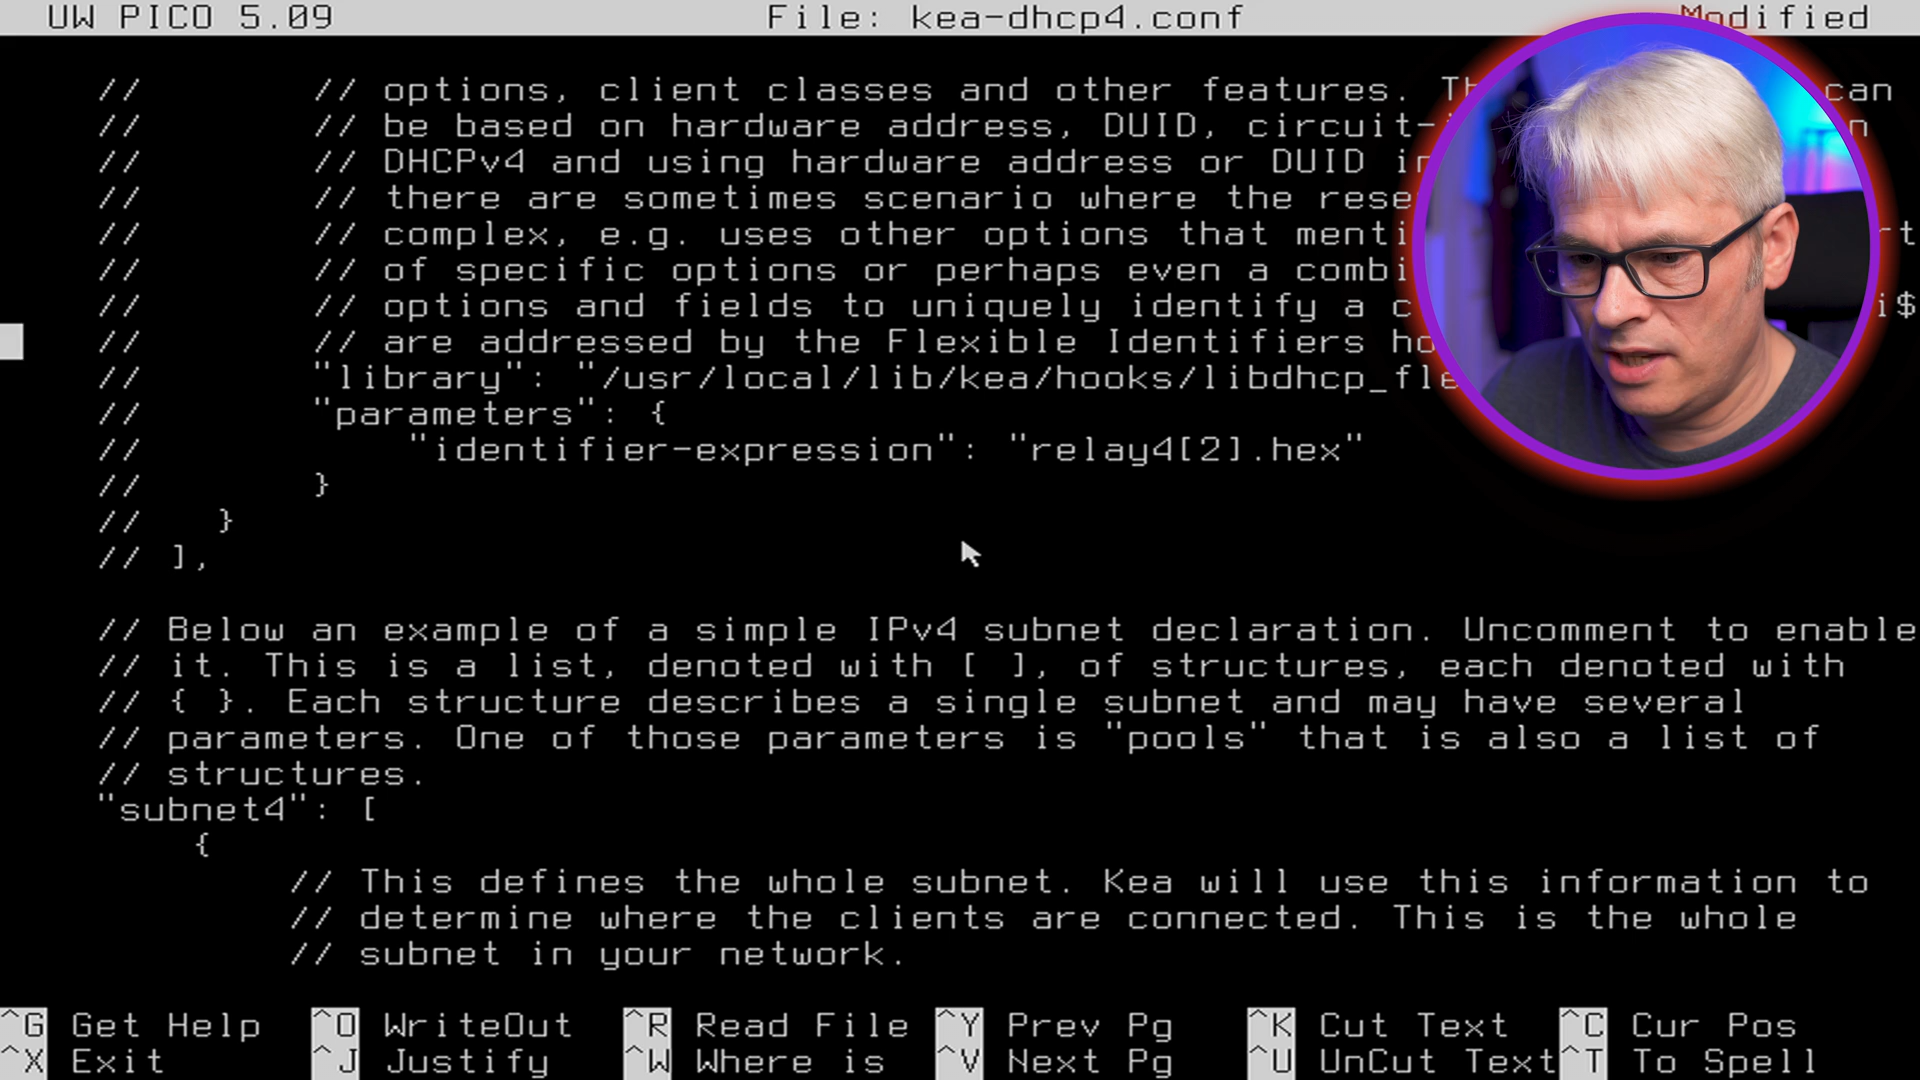 UW PICO 5.09 File: kea-dhcp4.conf Modified
// // options, client classes and other features. can
// // be based on hardware address, DUID,
// // DHCPv4 and using hardware address or DUID
// // there are sometimes scenario where the
// // complex, e.g. uses other options that
// // of specific options or perhaps even a
// // options and fields to uniquely identify a
// // are addressed by the Flexible Identifiers
// "library": "/usr/local/lib/kea/hooks/libdhcp_fle
// "parameters": {
// "identifier-expression": "relay4[2].hex"
// }
// }
// ],
// Below an example of a simple IPv4 subnet declaration. Uncomment to enable
// it. This is a list, denoted with [ ], of structures, each denoted with
// { }. Each structure describes a single subnet and may have several
// parameters. One of those parameters is "pools" that is also a list of
// structures.
"subnet4": [
{
// This defines the whole subnet. Kea will use this information to
// determine where the clients are connected. This is the whole
// subnet in your network.
^G Get Help ^O WriteOut ^R Read File ^Y Prev Pg ^K Cut Text ^C Cur Pos
^X Exit ^J Justify ^W Where is ^V Next Pg ^U UnCut Text ^T To Spell